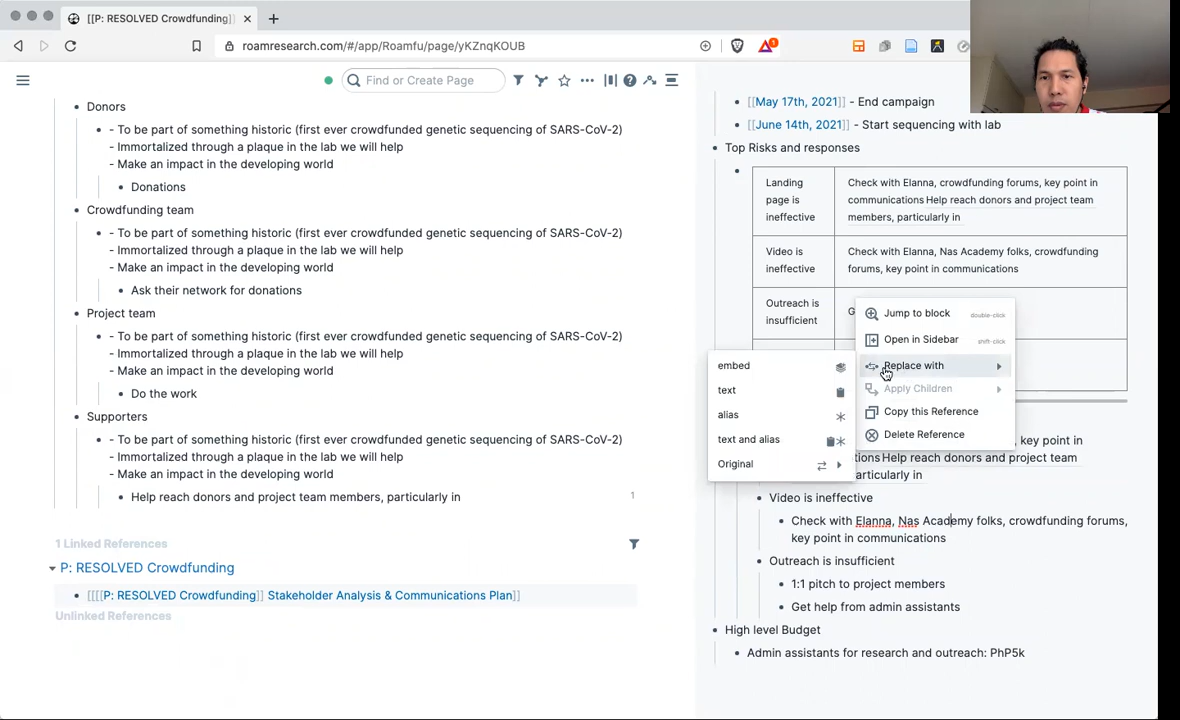 [[P: RESOLVED Crowdfunding]
roamresearch.com/#/app/Roamfu/page/yKZnqKOUB
1
Find or Create Page
Donors
- To be part of something historic (first ever crowdfunded genetic sequencing of SARS-CoV-2)
- Immortalized through a plaque in the lab we will help
- Make an impact in the developing world
Donations
Crowdfunding team
- To be part of something historic (first ever crowdfunded genetic sequencing of SARS-CoV-2)
- Immortalized through a plaque in the lab we will help
- Make an impact in the developing world
Ask their network for donations
Project team
- To be part of something historic (first ever crowdfunded genetic sequencing of SARS-CoV-2)
- Immortalized through a plaque in the lab we will help
- Make an impact in the developing world
Do the work
Supporters
- To be part of something historic (first ever crowdfunded genetic sequencing of SARS-CoV-2)
- Immortalized through a plaque in the lab we will help
- Make an impact in the developing world
Help reach donors and project team members, particularly in
1
1 Linked References
P: RESOLVED Crowdfunding
[[[[P: RESOLVED Crowdfunding]] Stakeholder Analysis & Communications Plan]]
Unlinked References
[[May 17th, 2021]] - End campaign
[[June 14th, 2021]] - Start sequencing with lab
Top Risks and responses
Landing
page is
ineffective
Check with Elanna, crowdfunding forums, key point in
communications Help reach donors and project team
members, particularly in
Video is
ineffective
Check with Elanna, Nas Academy folks, crowdfunding
forums, key point in communications
Outreach is
insufficient
G
Jump to block double-click
Open in Sidebar shift-click
Replace with
Apply Children
Copy this Reference
Delete Reference
embed
text
alias
text and alias
Original
, key point in
tions Help reach donors and project team
articularly in
Video is ineffective
Check with Elanna, Nas Academy folks, crowdfunding forums,
key point in communications
Outreach is insufficient
1:1 pitch to project members
Get help from admin assistants
High level Budget
Admin assistants for research and outreach: PhP5k